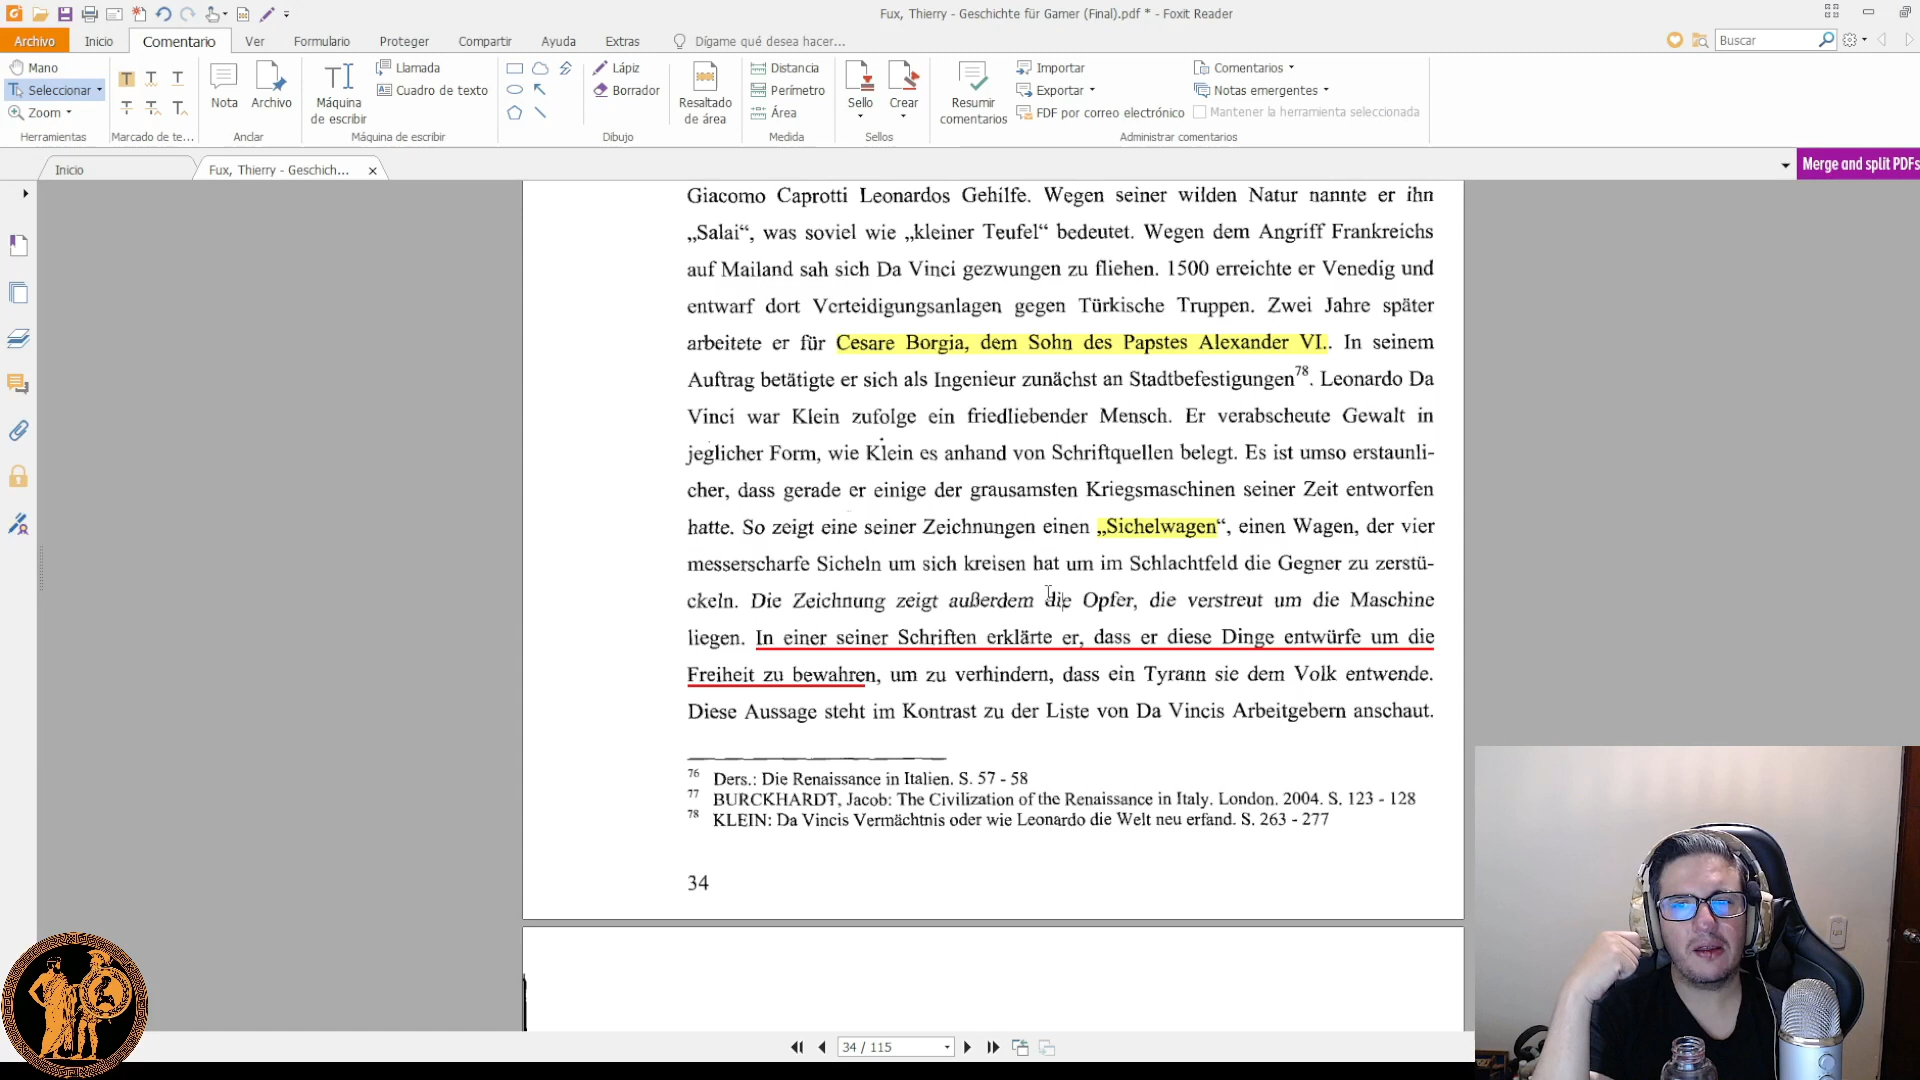 Fux, Thierry - Geschichte für Gamer (Final).pdf * - Foxit Reader
Archivo Inicio Comentario Ver Formulario Proteger Compartir Ayuda Extras Dígame qué desea hacer... Buscar
Mano
Seleccionar
Zoom
Herramientas
Marcado de te...
Nota Archivo
Anclar
Máquina de escribir
Llamada
Cuadro de texto
Máquina de escribir
Lápiz
Borrador
Dibujo
Resaltado de área
Distancia
Perímetro
Área
Medida
Sello Crear
Sellos
Resumir comentarios
Importar
Exportar
FDF por correo electrónico
Comentarios
Notas emergentes
Mantener la herramienta seleccionada
Administrar comentarios
Inicio Fux, Thierry - Geschich... Merge and split PDFs
Giacomo Caprotti Leonardos Gehilfe. Wegen seiner wilden Natur nannte er ihn
„Salai“, was soviel wie „kleiner Teufel“ bedeutet. Wegen dem Angriff Frankreichs
auf Mailand sah sich Da Vinci gezwungen zu fliehen. 1500 erreichte er Venedig und
entwarf dort Verteidigungsanlagen gegen Türkische Truppen. Zwei Jahre später
arbeitete er für Cesare Borgia, dem Sohn des Papstes Alexander VI.. In seinem
Auftrag betätigte er sich als Ingenieur zunächst an Stadtbefestigungen78. Leonardo Da
Vinci war Klein zufolge ein friedliebender Mensch. Er verabscheute Gewalt in
jeglicher Form, wie Klein es anhand von Schriftquellen belegt. Es ist umso erstaunli-
cher, dass gerade er einige der grausamsten Kriegsmaschinen seiner Zeit entworfen
hatte. So zeigt eine seiner Zeichnungen einen „Sichelwagen“, einen Wagen, der vier
messerscharfe Sicheln um sich kreisen hat um im Schlachtfeld die Gegner zu zerstü-
ckeln. Die Zeichnung zeigt außerdem die Opfer, die verstreut um die Maschine
liegen. In einer seiner Schriften erklärte er, dass er diese Dinge entwürfe um die
Freiheit zu bewahren, um zu verhindern, dass ein Tyrann sie dem Volk entwende.
Diese Aussage steht im Kontrast zu der Liste von Da Vincis Arbeitgebern anschaut.
76 Ders.: Die Renaissance in Italien. S. 57 - 58
77 BURCKHARDT, Jacob: The Civilization of the Renaissance in Italy. London. 2004. S. 123 - 128
78 KLEIN: Da Vincis Vermächtnis oder wie Leonardo die Welt neu erfand. S. 263 - 277
34
34 / 115